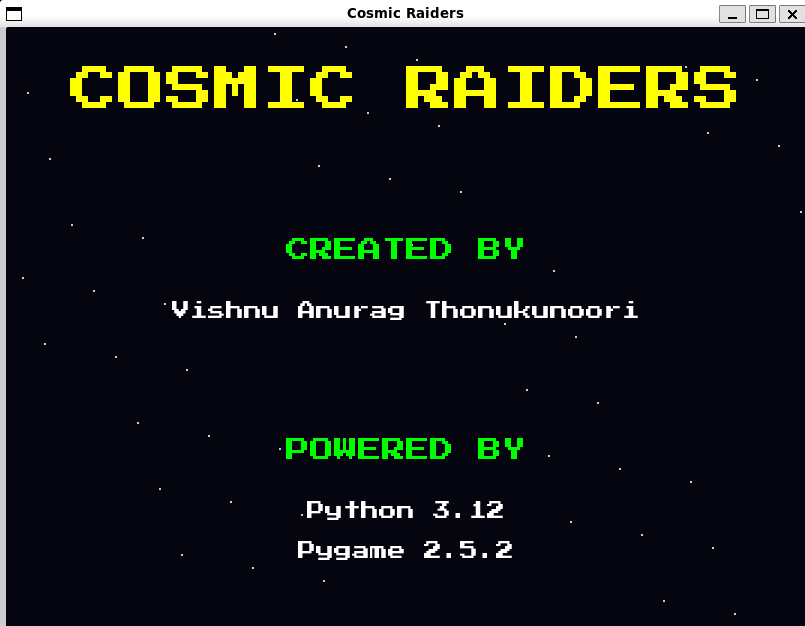 Cosmic Raiders
COSMIC RAIDERS
CREATED BY
Vishnu Anurag Thonukunoori
POWERED BY
Python 3.12
Pygame 2.5.2